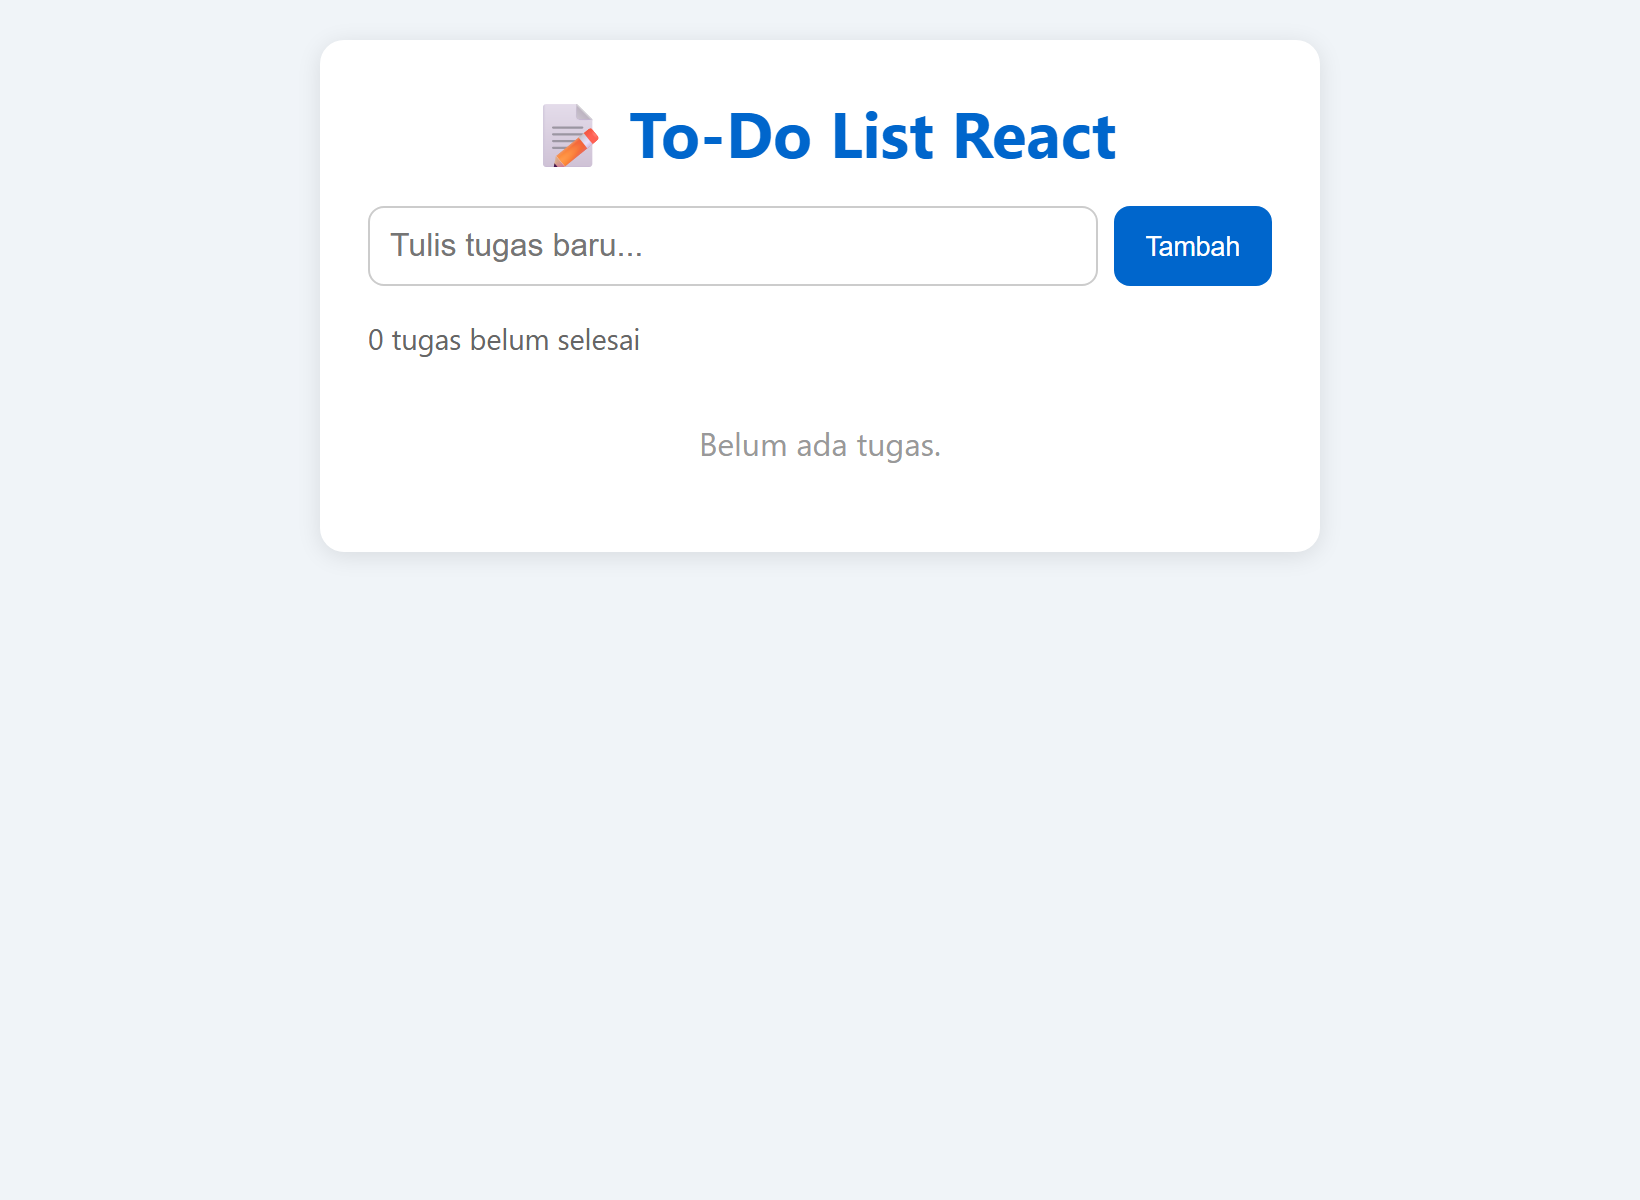 To-Do List React
Tulis tugas baru...
Tambah
0 tugas belum selesai
Belum ada tugas.